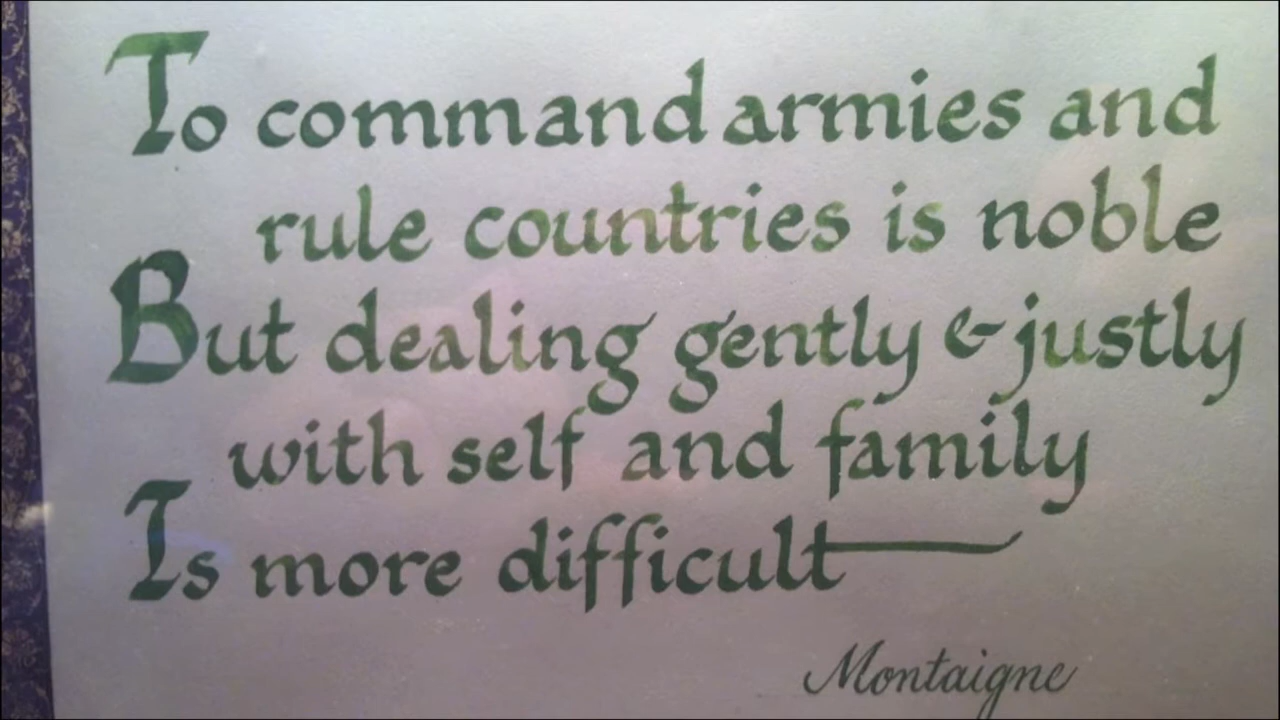 To command armies and
rule countries is noble
But dealing gently & justly
with self and family
Is more difficult
Montaigne